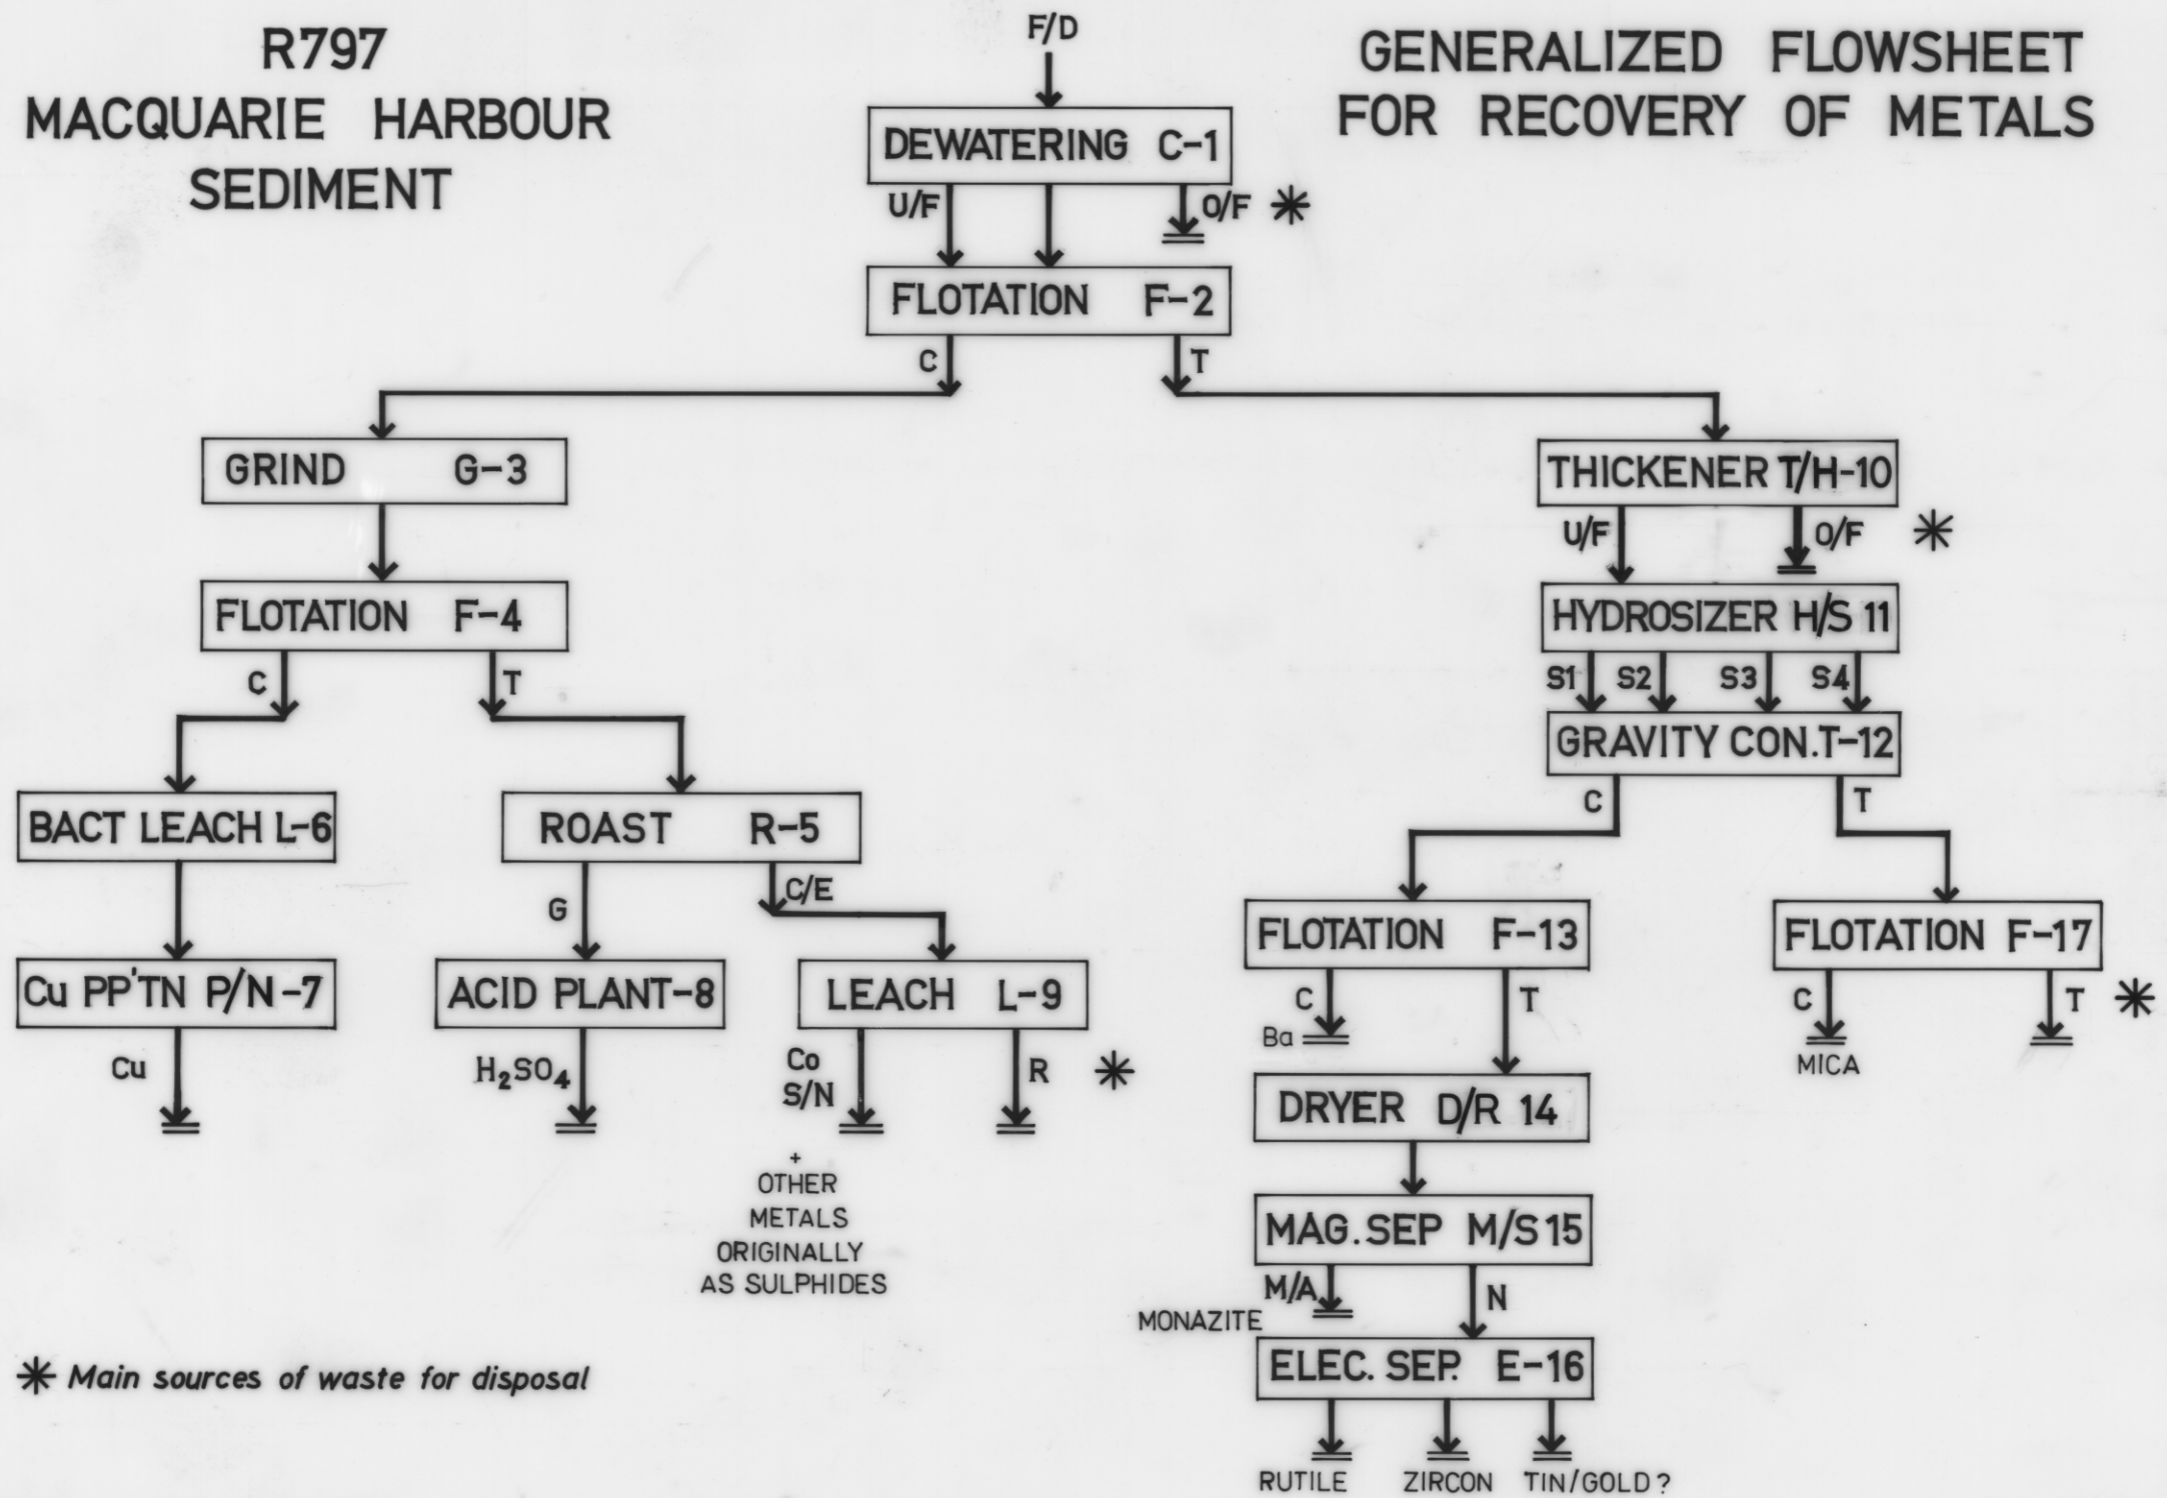 R797
MACQUARIE HARBOUR
SEDIMENT
GENERALIZED FLOWSHEET
FOR RECOVERY OF METALS
F/D
DEWATERING C-1
U/F
O/F *
FLOTATION F-2
C
T
GRIND G-3
FLOTATION F-4
C
T
BACT LEACH L-6
ROAST R-5
G
C/E
Cu PP'TN P/N-7
ACID PLANT-8
LEACH L-9
Cu
H₂SO₄
Co
S/N
R *
+
OTHER
METALS
ORIGINALLY
AS SULPHIDES
THICKENER T/H-10
U/F
O/F *
HYDROSIZER H/S 11
S1 S2 S3 S4
GRAVITY CON.T-12
C
T
FLOTATION F-13
FLOTATION F-17
C
T
Ba
C
T *
MICA
DRYER D/R 14
MAG.SEP M/S 15
M/A
N
MONAZITE
ELEC. SEP. E-16
RUTILE
ZIRCON
TIN/GOLD?
* Main sources of waste for disposal